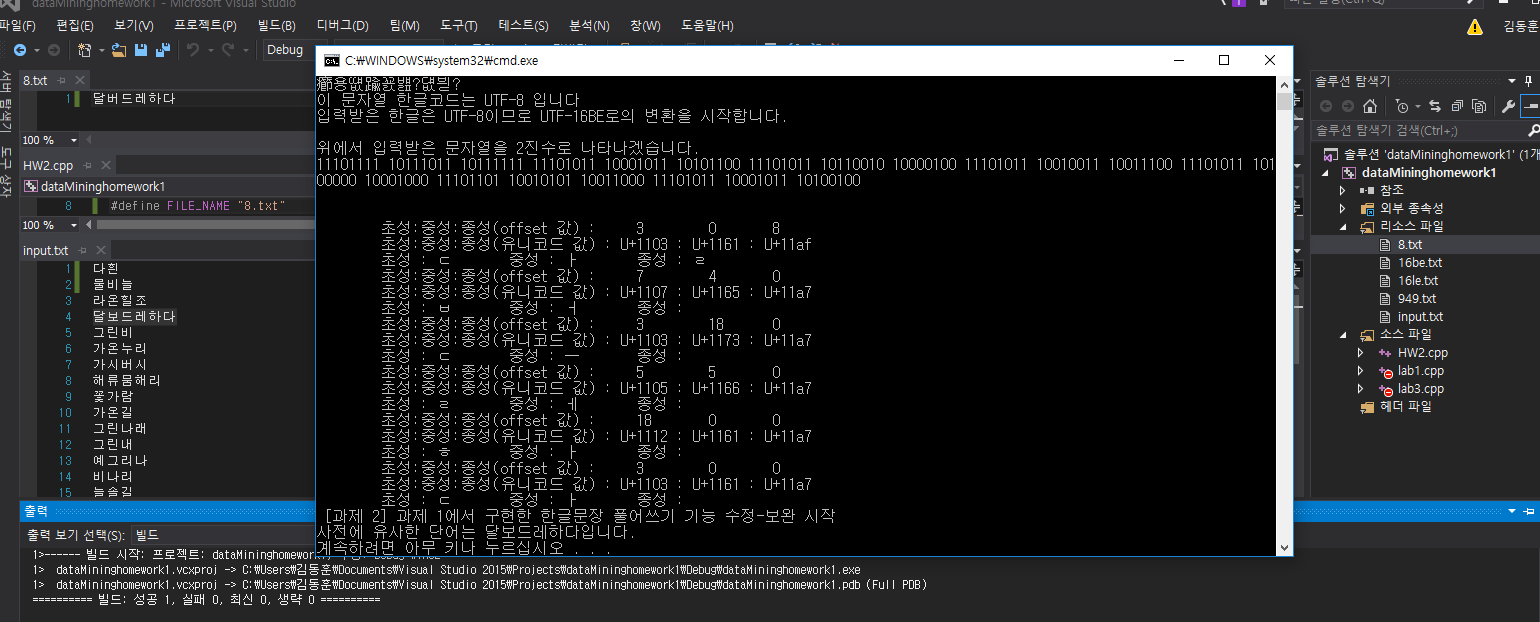 dataMininghomework1 - Microsoft Visual Studio
파일(F) 편집(E) 보기(V) 프로젝트(P) 빌드(B) 디버그(D) 팀(M) 도구(T) 테스트(S) 분석(N) 창(W) 도움말(H)
김동훈
Debug
8.txt
1 달버드레하다
100 %
HW2.cpp
dataMininghomework1
8 #define FILE_NAME "8.txt"
100 %
input.txt
1 다흰
2 물비늘
3 라온힐조
4 달보드레하다
5 그린비
6 가온누리
7 가시버시
8 해류뭄해리
9 꽃가람
10 가온길
11 그린나래
12 그린내
13 예그리나
14 비나리
15 늘솔길
C:\WINDOWS\system32\cmd.exe
이 문자열 한글코드는 UTF-8 입니다
입력받은 한글은 UTF-8이므로 UTF-16BE로의 변환을 시작합니다.
위에서 입력받은 문자열을 2진수로 나타나겠습니다.
11101111 10111011 10111111 11101011 10001011 10101100 11101011 10110010 10000100 11101011 10010011 10011100 11101011 10100000 10001000 11101101 10010101 10011000 11101011 10001011 10100100
초성:중성:종성(offset 값) : 3 0 8
초성:중성:종성(유니코드 값) : U+1103 : U+1161 : U+11af
초성 : ㄷ 중성 : ㅏ 종성 : ㄹ
초성:중성:종성(offset 값) : 7 4 0
초성:중성:종성(유니코드 값) : U+1107 : U+1165 : U+11a7
초성 : ㅂ 중성 : ㅓ 종성 :
초성:중성:종성(offset 값) : 3 18 0
초성:중성:종성(유니코드 값) : U+1103 : U+1173 : U+11a7
초성 : ㄷ 중성 : ㅡ 종성 :
초성:중성:종성(offset 값) : 5 5 0
초성:중성:종성(유니코드 값) : U+1105 : U+1166 : U+11a7
초성 : ㄹ 중성 : ㅔ 종성 :
초성:중성:종성(offset 값) : 18 0 0
초성:중성:종성(유니코드 값) : U+1112 : U+1161 : U+11a7
초성 : ㅎ 중성 : ㅏ 종성 :
초성:중성:종성(offset 값) : 3 0 0
초성:중성:종성(유니코드 값) : U+1103 : U+1161 : U+11a7
초성 : ㄷ 중성 : ㅏ 종성 :
[과제 2] 과제 1에서 구현한 한글문장 풀어쓰기 기능 수정-보완 시작
사전에 유사한 단어는 달보드레하다입니다.
계속하려면 아무 키나 누르십시오 . . .
솔루션 탐색기
솔루션 탐색기 검색(Ctrl+;)
솔루션 'dataMininghomework1' (1개
dataMininghomework1
참조
외부 종속성
리소스 파일
8.txt
16be.txt
16le.txt
949.txt
input.txt
소스 파일
HW2.cpp
lab1.cpp
lab3.cpp
헤더 파일
출력
출력 보기 선택(S): 빌드
1>------ 빌드 시작: 프로젝트: dataMininghomework
1> dataMininghomework1.vcxproj -> C:\Users\김동훈\Documents\Visual Studio 2015\Projects\dataMininghomework1\Debug\dataMininghomework1.exe
1> dataMininghomework1.vcxproj -> C:\Users\김동훈\Documents\Visual Studio 2015\Projects\dataMininghomework1\Debug\dataMininghomework1.pdb (Full PDB)
========== 빌드: 성공 1, 실패 0, 최신 0, 생략 0 ==========